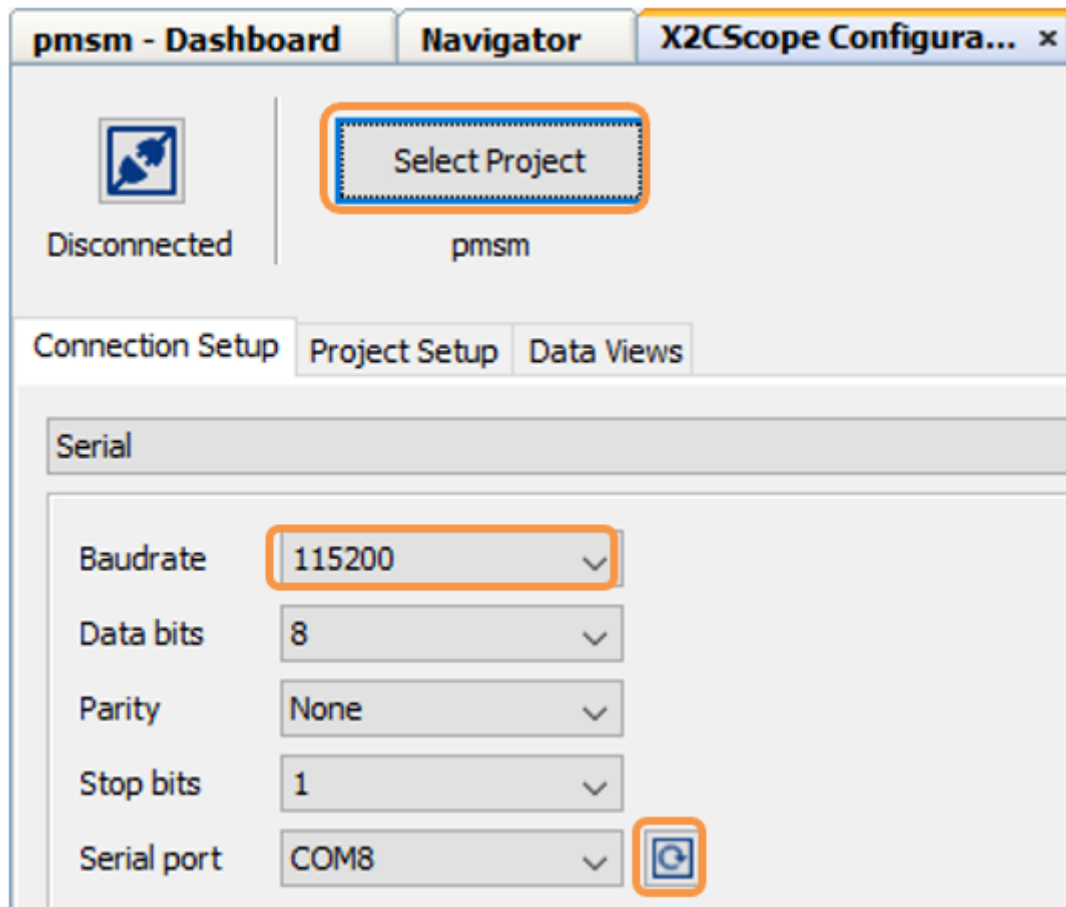 pmsm - Dashboard Navigator X2CScope Configura... ×
Select Project
Disconnected pmsm
Connection Setup Project Setup Data Views
Serial
Baudrate 115200
Data bits 8
Parity None
Stop bits 1
Serial port COM8